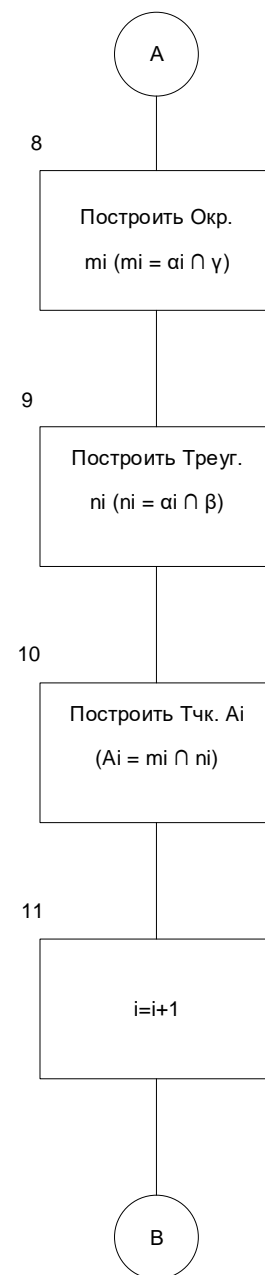 А
8
Построить Окр.
mi (mi = αi ∩ γ)
9
Построить Треуг.
ni (ni = αi ∩ β)
10
Построить Тчк. Ai
(Ai = mi ∩ ni)
11
i=i+1
В